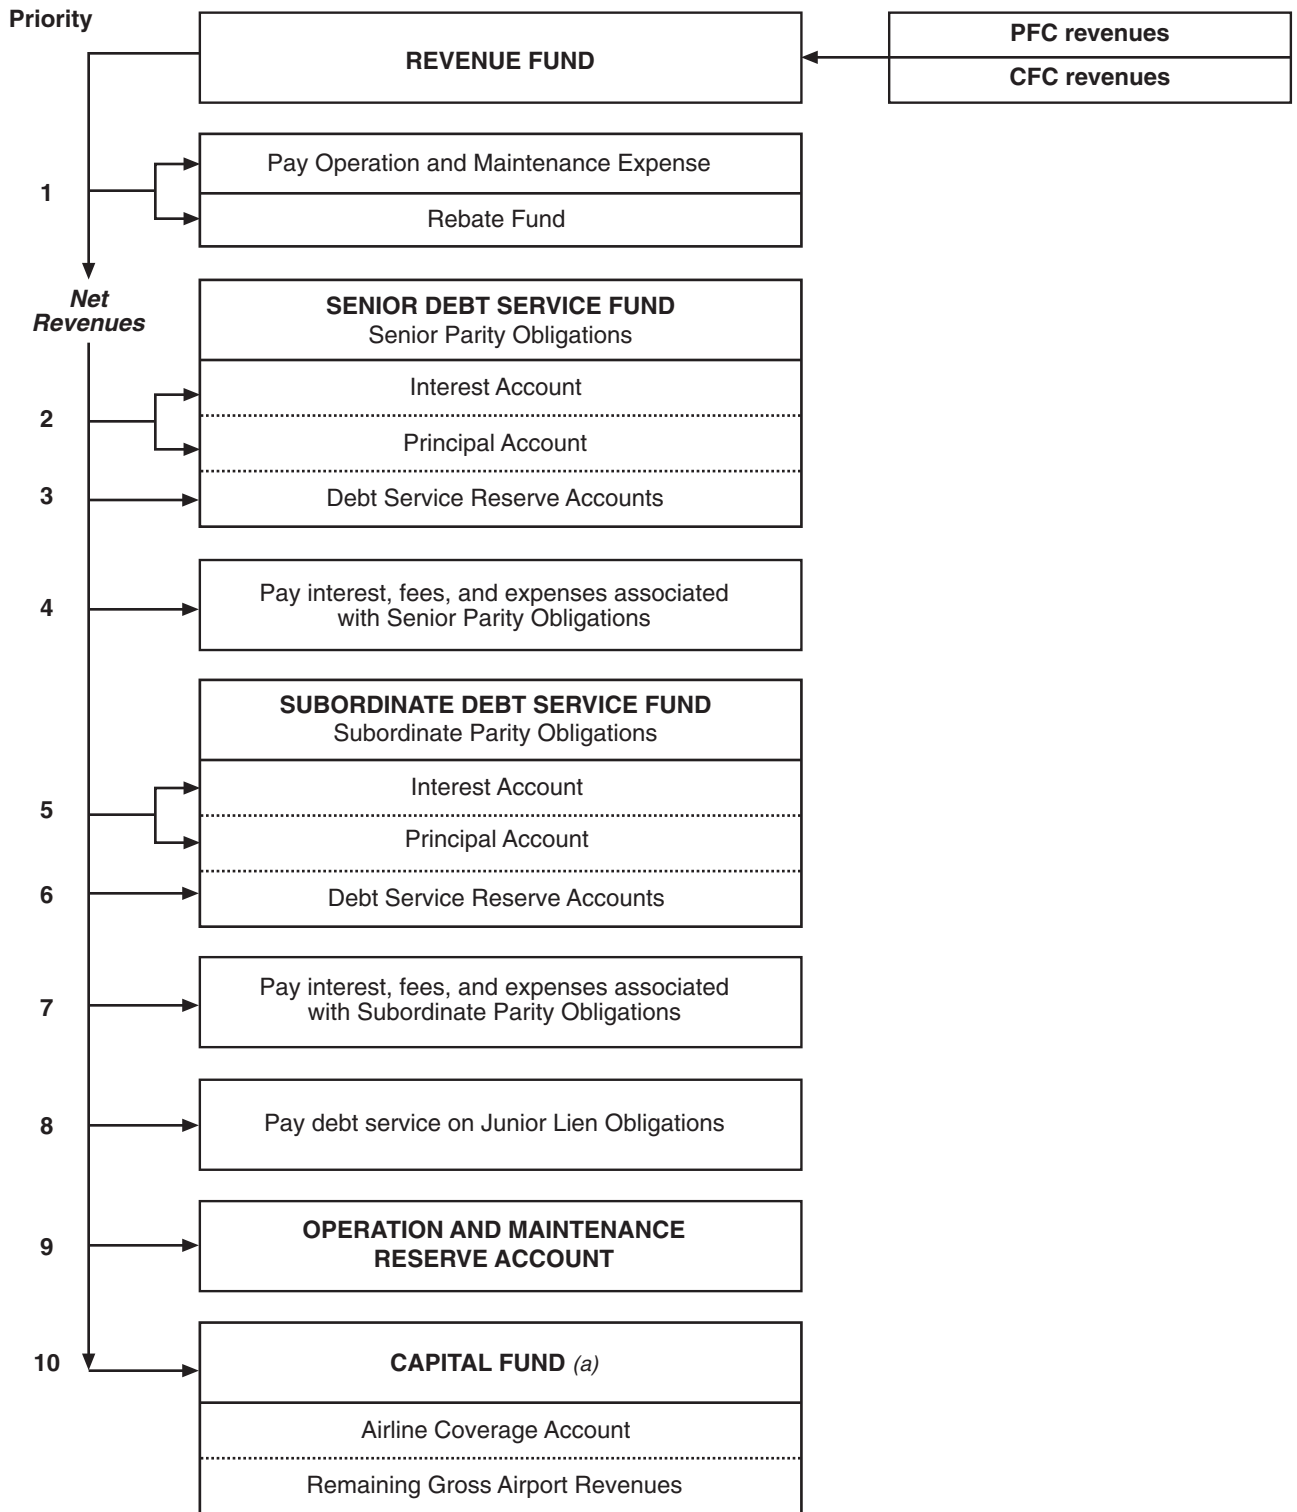 Priority
REVENUE FUND
PFC revenues
CFC revenues
1
Pay Operation and Maintenance Expense
Rebate Fund
Net
Revenues
SENIOR DEBT SERVICE FUND
Senior Parity Obligations
2
Interest Account
Principal Account
3
Debt Service Reserve Accounts
4
Pay interest, fees, and expenses associated
with Senior Parity Obligations
SUBORDINATE DEBT SERVICE FUND
Subordinate Parity Obligations
5
Interest Account
Principal Account
6
Debt Service Reserve Accounts
7
Pay interest, fees, and expenses associated
with Subordinate Parity Obligations
8
Pay debt service on Junior Lien Obligations
9
OPERATION AND MAINTENANCE
RESERVE ACCOUNT
10
CAPITAL FUND (a)
Airline Coverage Account
Remaining Gross Airport Revenues